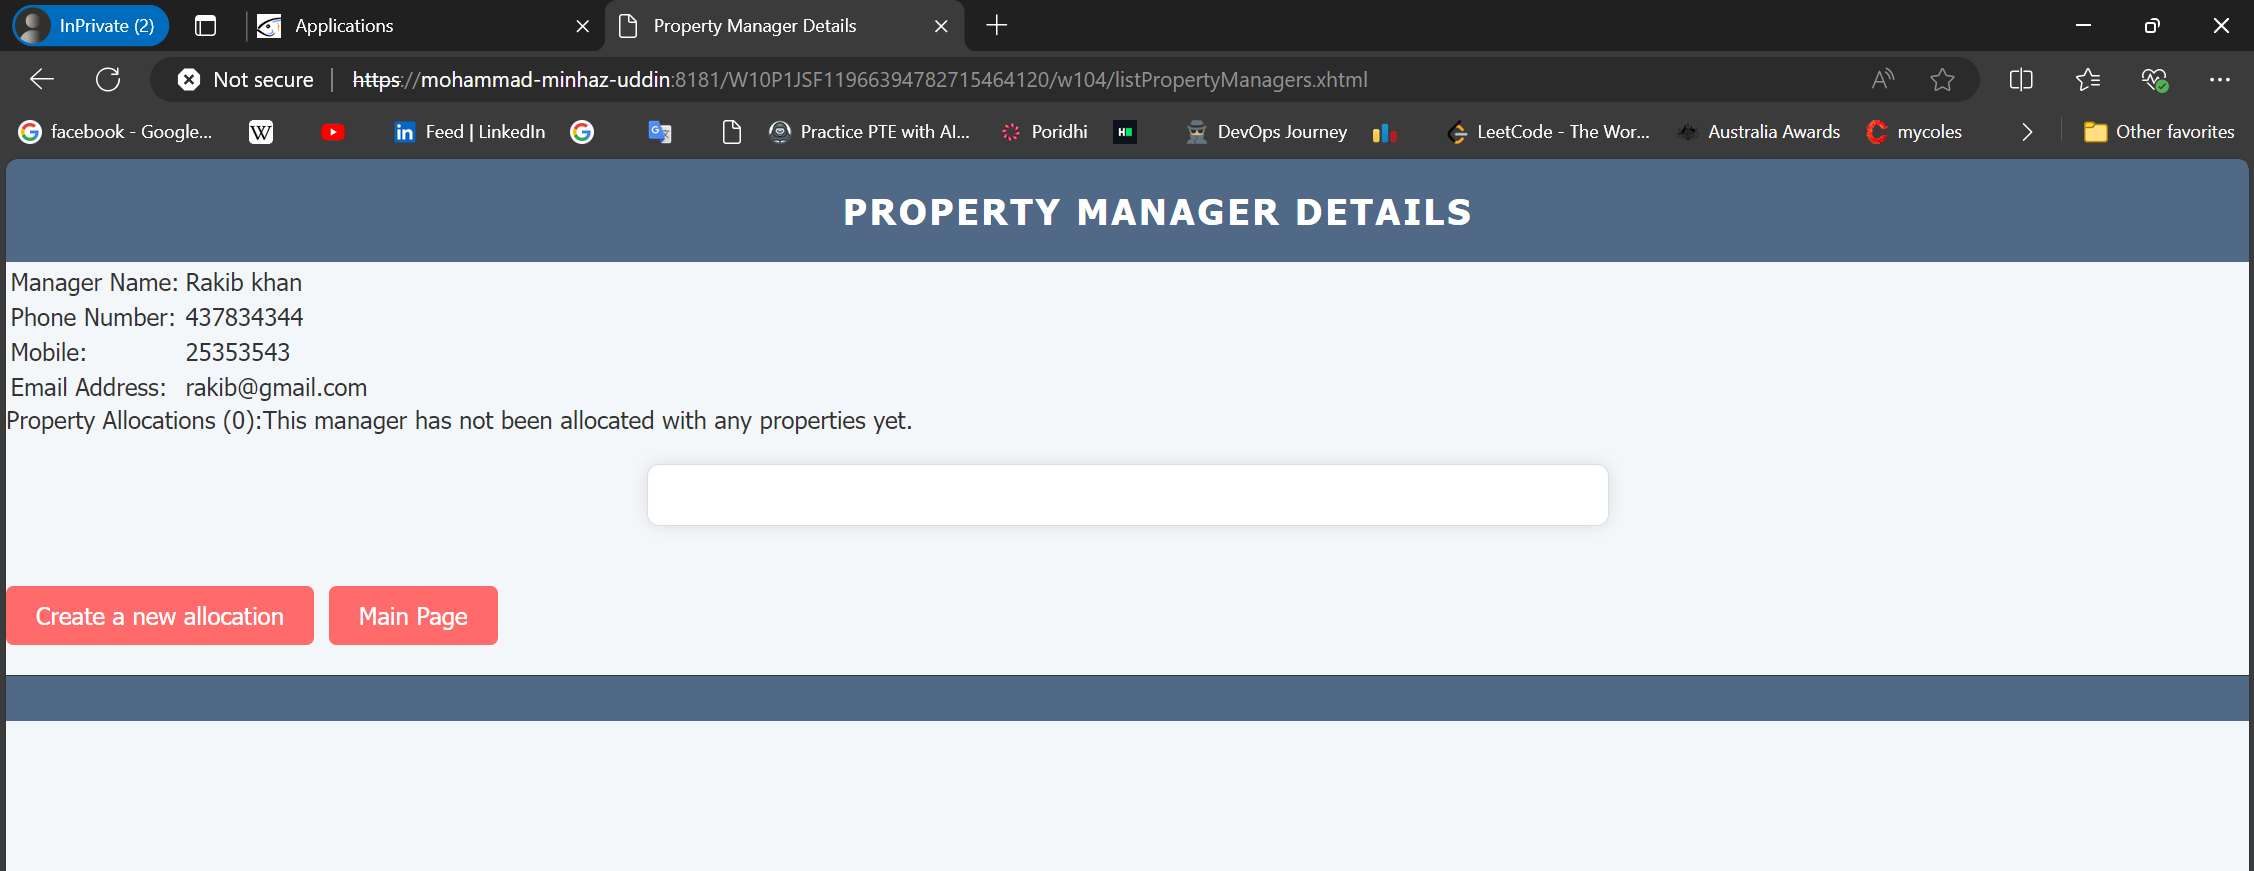 InPrivate (2)
Applications
Property Manager Details
Not secure
https://mohammad-minhaz-uddin:8181/W10P1JSF11966394782715464120/w104/listPropertyManagers.xhtml
facebook - Google...
W
in Feed | LinkedIn
Practice PTE with AI...
Poridhi
DevOps Journey
LeetCode - The Wor...
Australia Awards
mycoles
Other favorites
PROPERTY MANAGER DETAILS
Manager Name: Rakib khan
Phone Number: 437834344
Mobile: 25353543
Email Address: rakib@gmail.com
Property Allocations (0):This manager has not been allocated with any properties yet.
Create a new allocation
Main Page